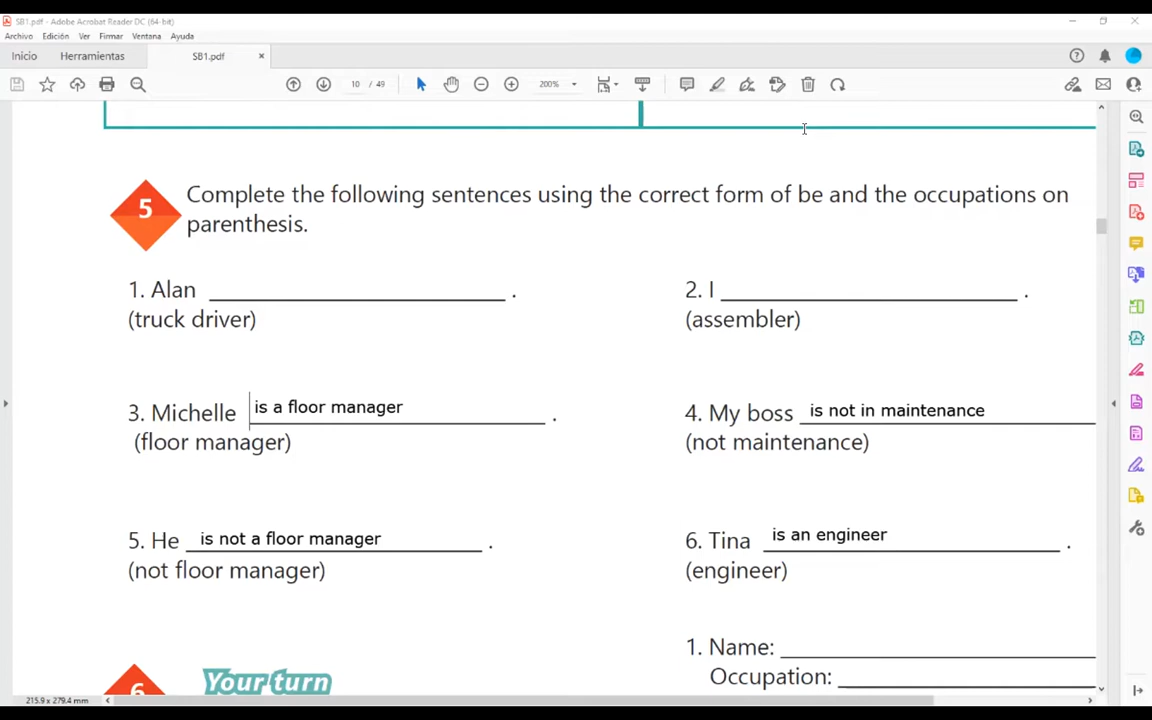 SB1.pdf - Adobe Acrobat Reader DC (64-bit)
Archivo Edición Ver Firmar Ventana Ayuda
Inicio Herramientas SB1.pdf ×
10 / 49 200%
5 Complete the following sentences using the correct form of be and the occupations on
parenthesis.
1. Alan ______ .
(truck driver)
2. I ______ .
(assembler)
3. Michelle is a floor manager .
(floor manager)
4. My boss is not in maintenance
(not maintenance)
5. He is not a floor manager .
(not floor manager)
6. Tina is an engineer .
(engineer)
1. Name:
Occupation:
6 Your turn
215.9 x 279.4 mm